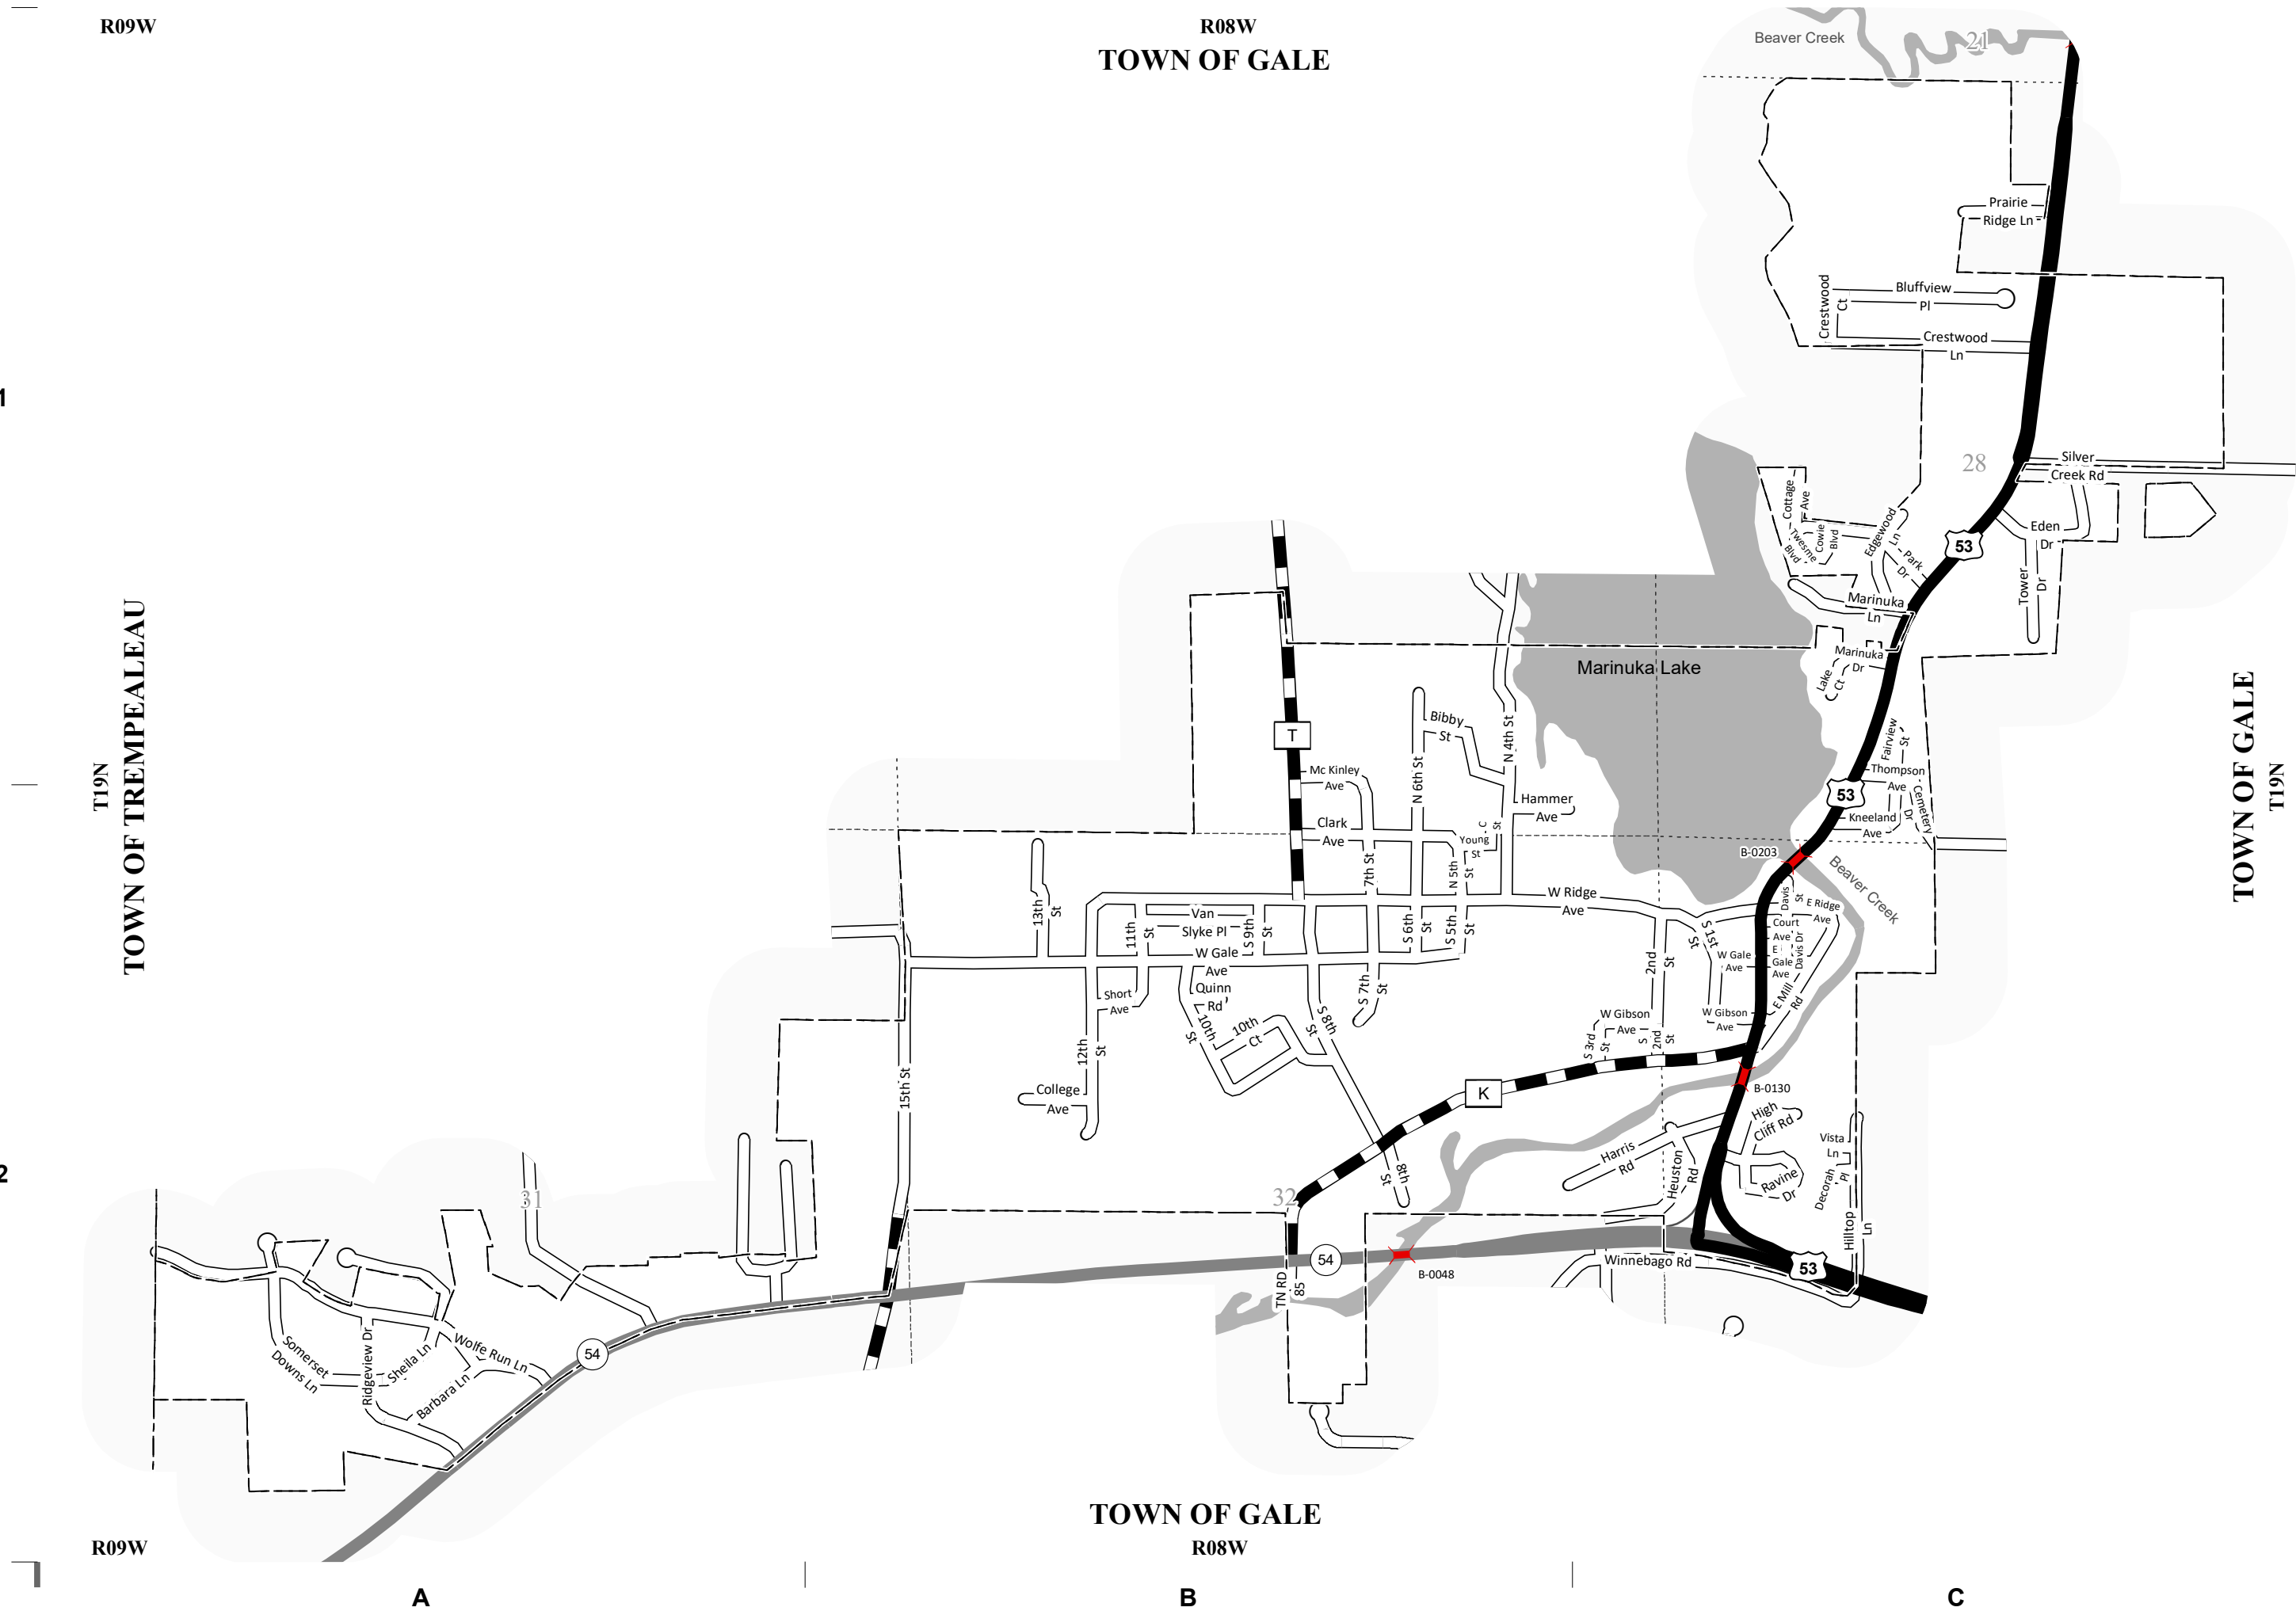 R09W
R08W
TOWN OF GALE
Beaver Creek
21
Prairie
Ridge Ln
Crestwood
Ct
Bluffview
Pl
Crestwood
Ln
1
28
Silver
Creek Rd
Cottage
Ave
Twesme
Blvd
Cowie
Blvd
Edgewood
Ln
Park
Dr
53
Eden
Dr
Tower
Dr
Marinuka
Ln
Marinuka
Dr
Lake
Ct
Marinuka Lake
T19N
TOWN OF TREMPEALEAU
TOWN OF GALE
T19N
T
Bibby
St
N 4th St
N 6th St
Mc Kinley
Ave
Hammer
Ave
Clark
Ave
C
St
Young
St
7th St
N 5th
St
Fairview
St
Thompson
Ave
53
Cemetery
Dr
Kneeland
Ave
B-0203
Beaver Creek
W Ridge
Ave
Davis
St
E Ridge
Ave
13th
St
11th
St
Van
Slyke Pl
S 9th
St
S 6th
St
S 5th
St
W Gale
Ave
2nd
St
S 1st
St
Court
Ave
E
Gale
Ave
Davis Dr
W Gale
Ave
Short
Ave
Quinn
Rd
S 7th
St
10th
St
10th
Ct
S 8th
St
E Mill
Rd
W Gibson
Ave
W Gibson
Ave
S 3rd
St
S
2nd
St
12th
St
15th St
College
Ave
K
B-0130
High
Cliff Rd
Harris
Rd
Heuston
Rd
Vista
Ln
Decorah
Pl
Ravine
Dr
8th
St
2
31
32
Hilltop
Ln
54
B-0048
Winnebago Rd
53
TN RD
85
Somerset
Downs Ln
Ridgeview Dr
Sheila Ln
Wolfe Run Ln
Barbara Ln
54
TOWN OF GALE
R09W
R08W
A
B
C